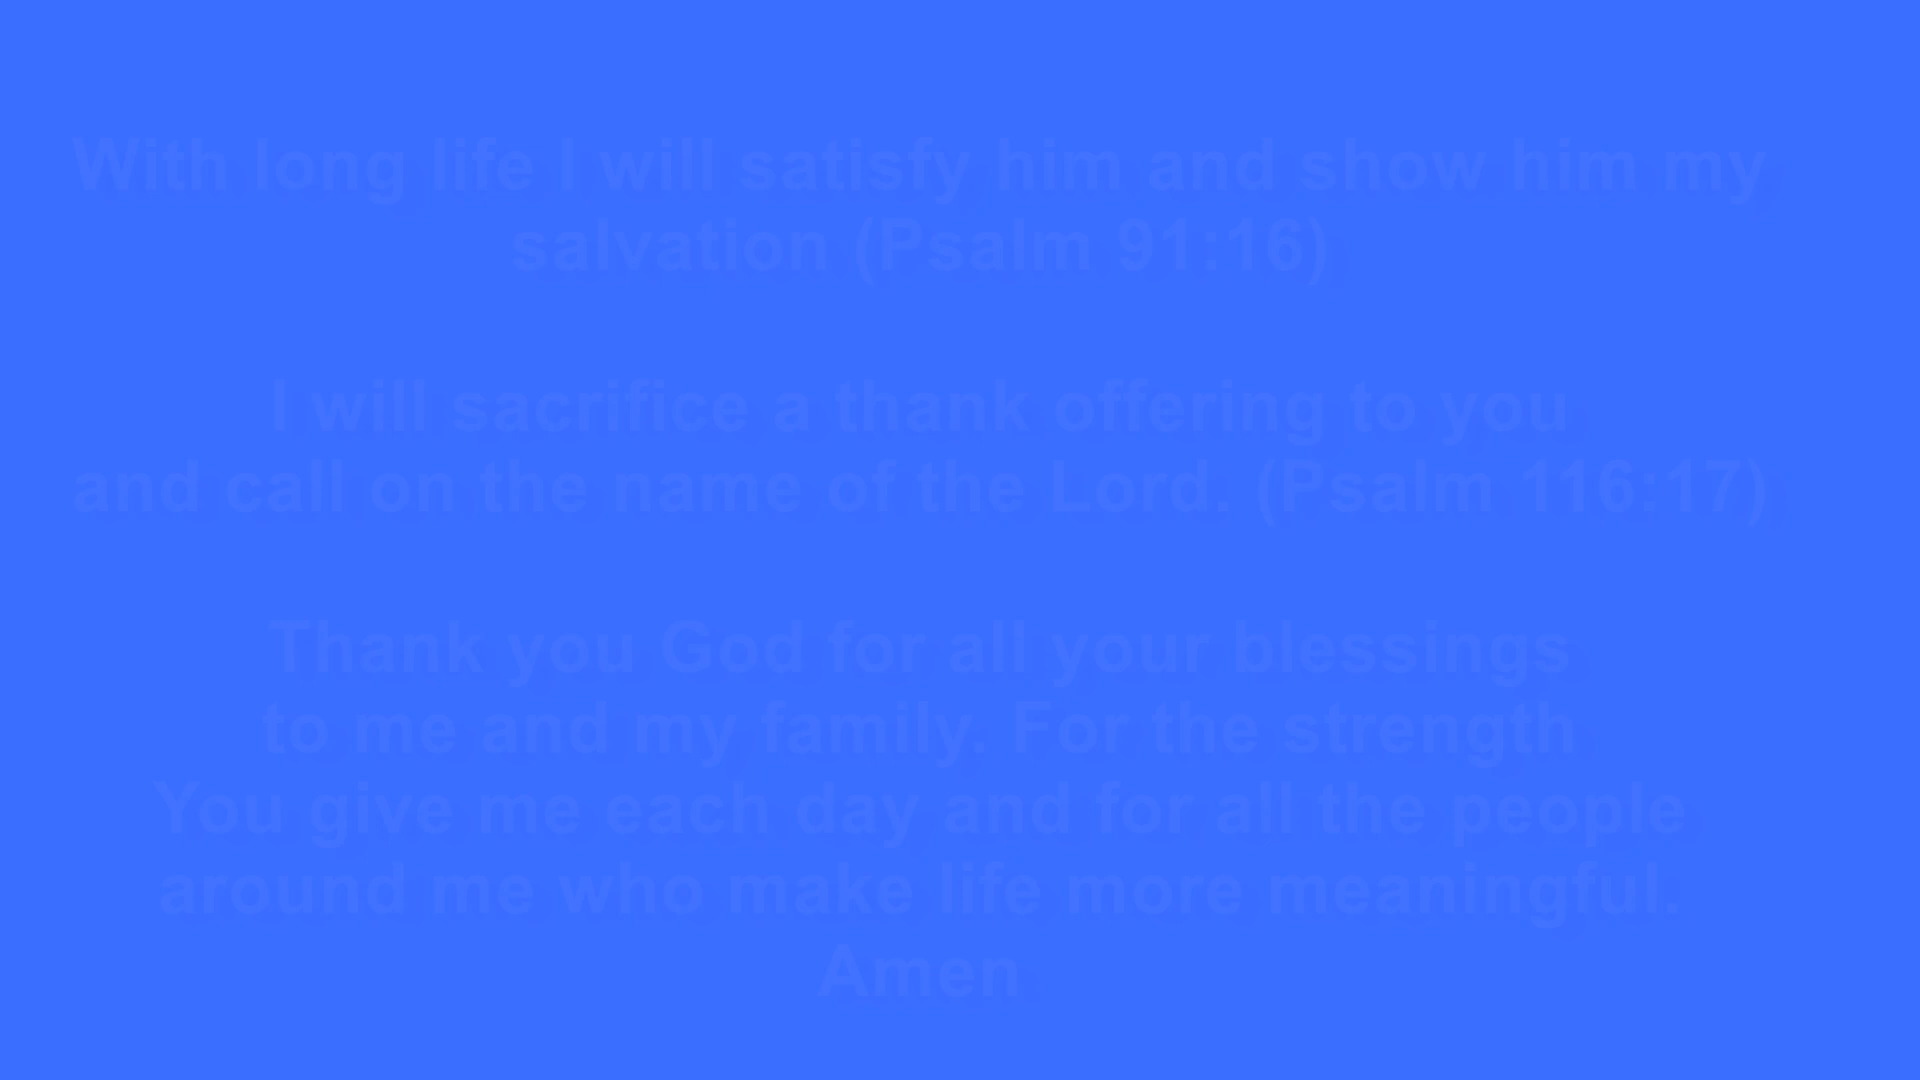 With long life I will satisfy him and show him my
salvation (Psalm 91:16)
I will sacrifice a thank offering to you
and call on the name of the Lord. (Psalm 116:17)
Thank you God for all your blessings
to me and my family. For the strength
You give me each day and for all the people
around me who make life more meaningful.
Amen